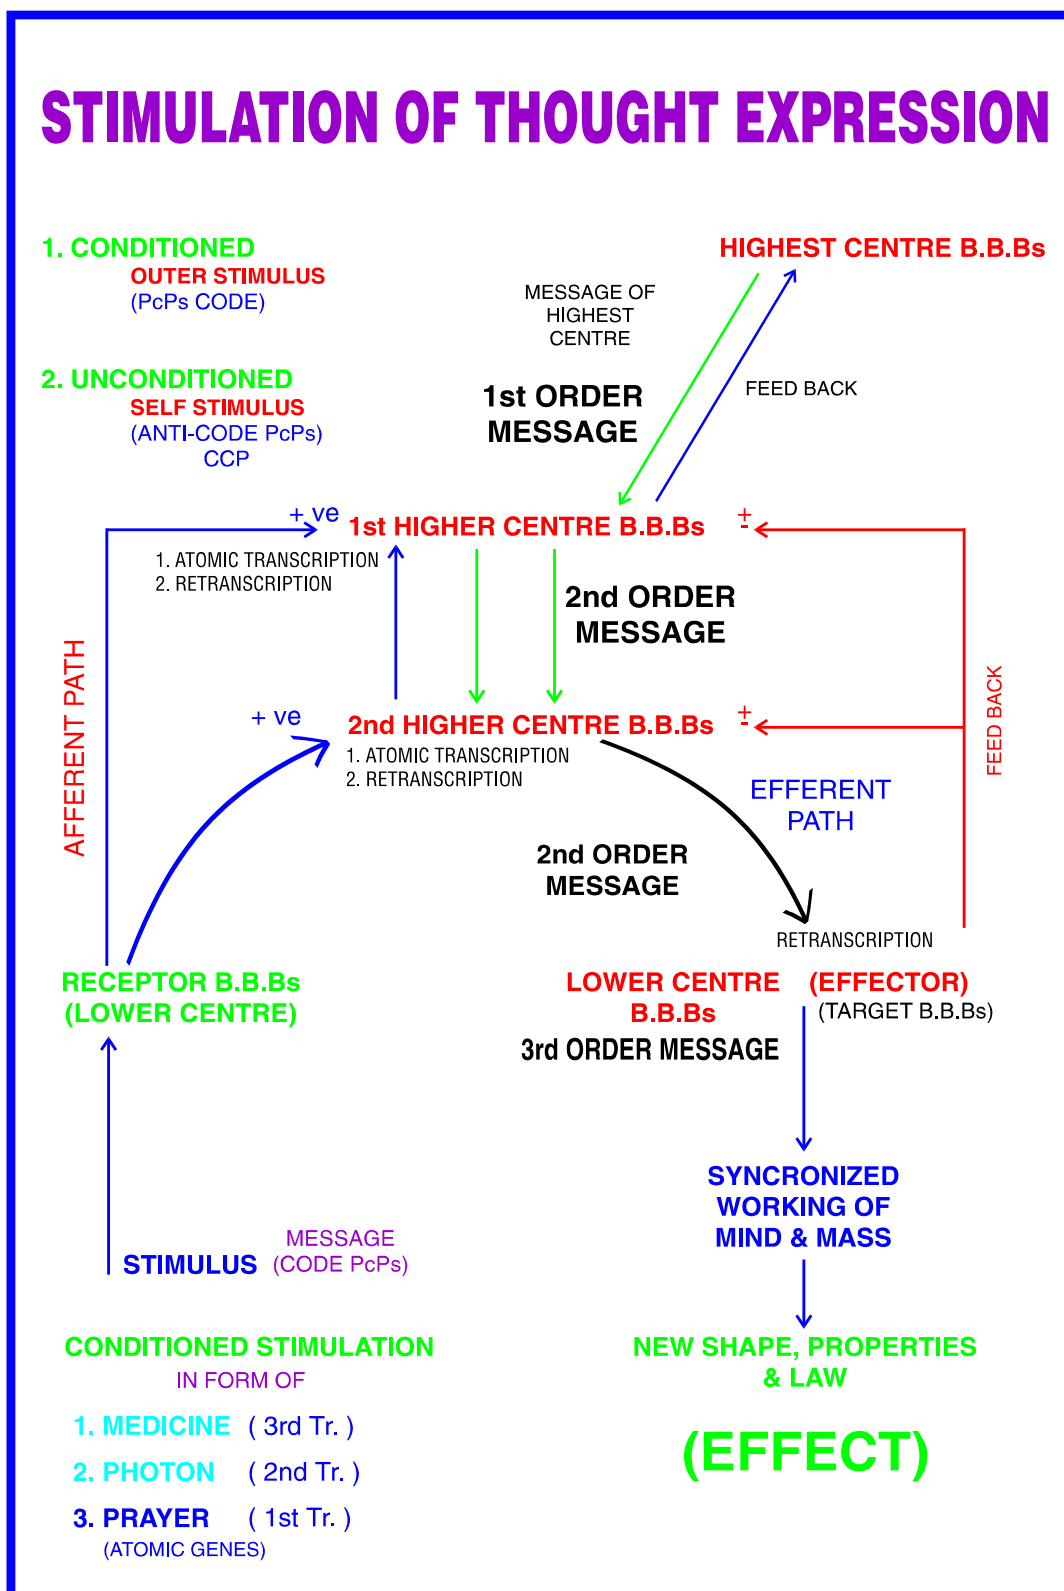 STIMULATION OF THOUGHT EXPRESSION
1. CONDITIONED
OUTER STIMULUS
(PcPs CODE)
2. UNCONDITIONED
SELF STIMULUS
(ANTI-CODE PcPs)
CCP
HIGHEST CENTRE B.B.Bs
MESSAGE OF
HIGHEST
CENTRE
1st ORDER
MESSAGE
FEED BACK
+ ve
1st HIGHER CENTRE B.B.Bs
±
1. ATOMIC TRANSCRIPTION
2. RETRANSCRIPTION
2nd ORDER
MESSAGE
AFFERENT PATH
FEED BACK
+ ve
2nd HIGHER CENTRE B.B.Bs
±
1. ATOMIC TRANSCRIPTION
2. RETRANSCRIPTION
EFFERENT
PATH
2nd ORDER
MESSAGE
RETRANSCRIPTION
RECEPTOR B.B.Bs
(LOWER CENTRE)
LOWER CENTRE (EFFECTOR)
B.B.Bs (TARGET B.B.Bs)
3rd ORDER MESSAGE
SYNCRONIZED
WORKING OF
MIND & MASS
STIMULUS
MESSAGE
(CODE PcPs)
CONDITIONED STIMULATION
IN FORM OF
1. MEDICINE ( 3rd Tr. )
2. PHOTON ( 2nd Tr. )
3. PRAYER ( 1st Tr. )
(ATOMIC GENES)
NEW SHAPE, PROPERTIES
& LAW
(EFFECT)